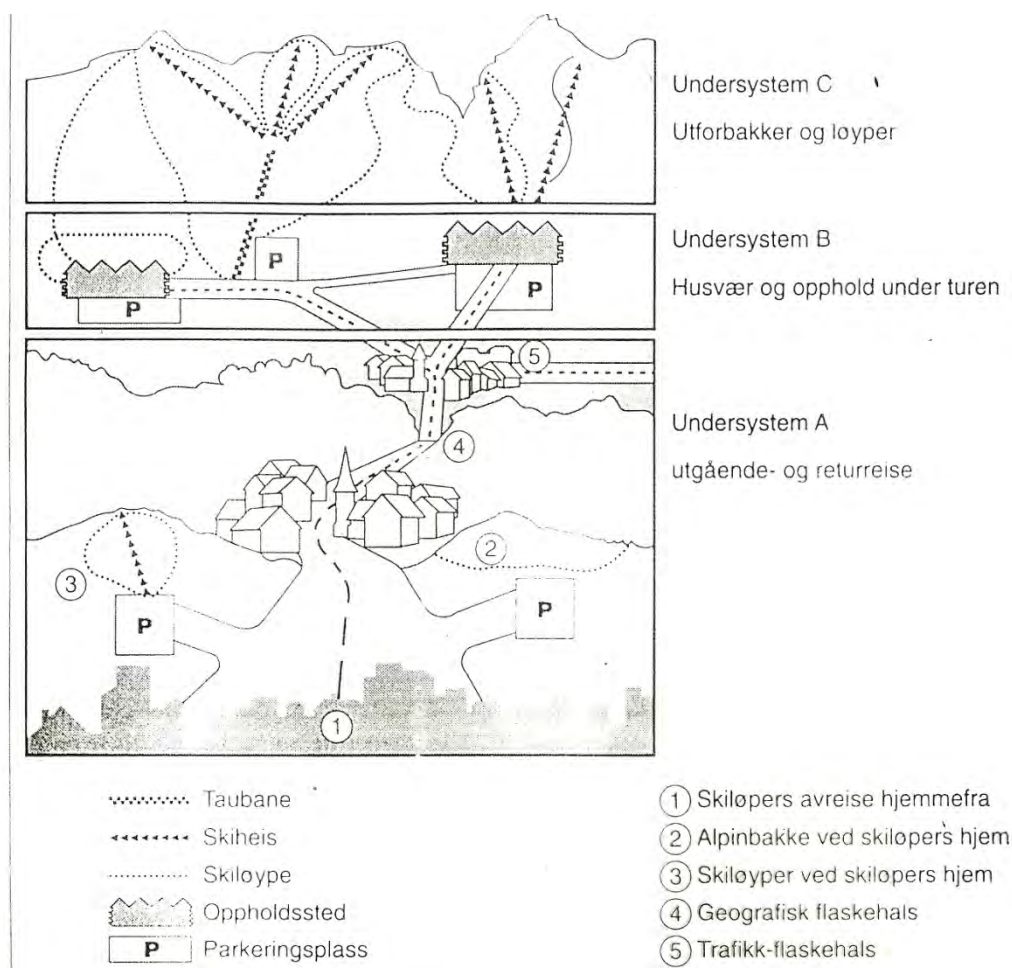 Undersystem C
Utforbakker og løyper
P
Undersystem B
Husvær og opphold under turen
P
P
5
4
Undersystem A
utgående- og returreise
2
3
P
P
1
Taubane
Skiheis
Skiløype
Oppholdssted
P Parkeringsplass
1 Skiløpers avreise hjemmefra
2 Alpinbakke ved skiløpers hjem
3 Skiløyper ved skiløpers hjem
4 Geografisk flaskehals
5 Trafikk-flaskehals